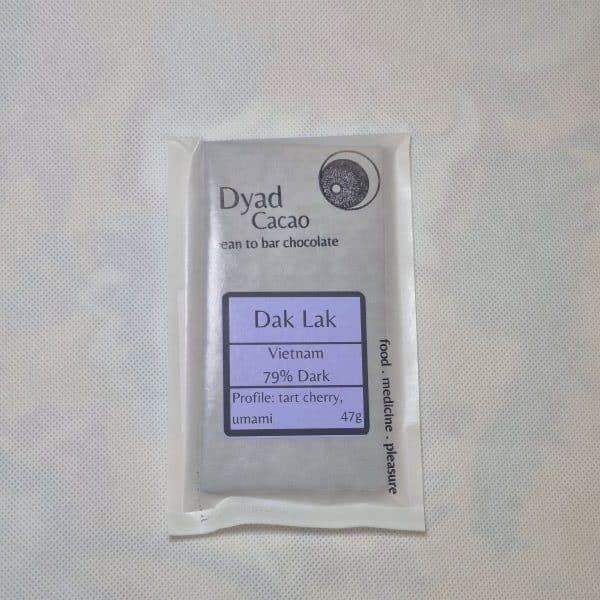 Dyad
Cacao
ean to bar chocolate
Dak Lak
Vietnam
79% Dark
Profile: tart cherry,
umami 47g
food . medicine . pleasure